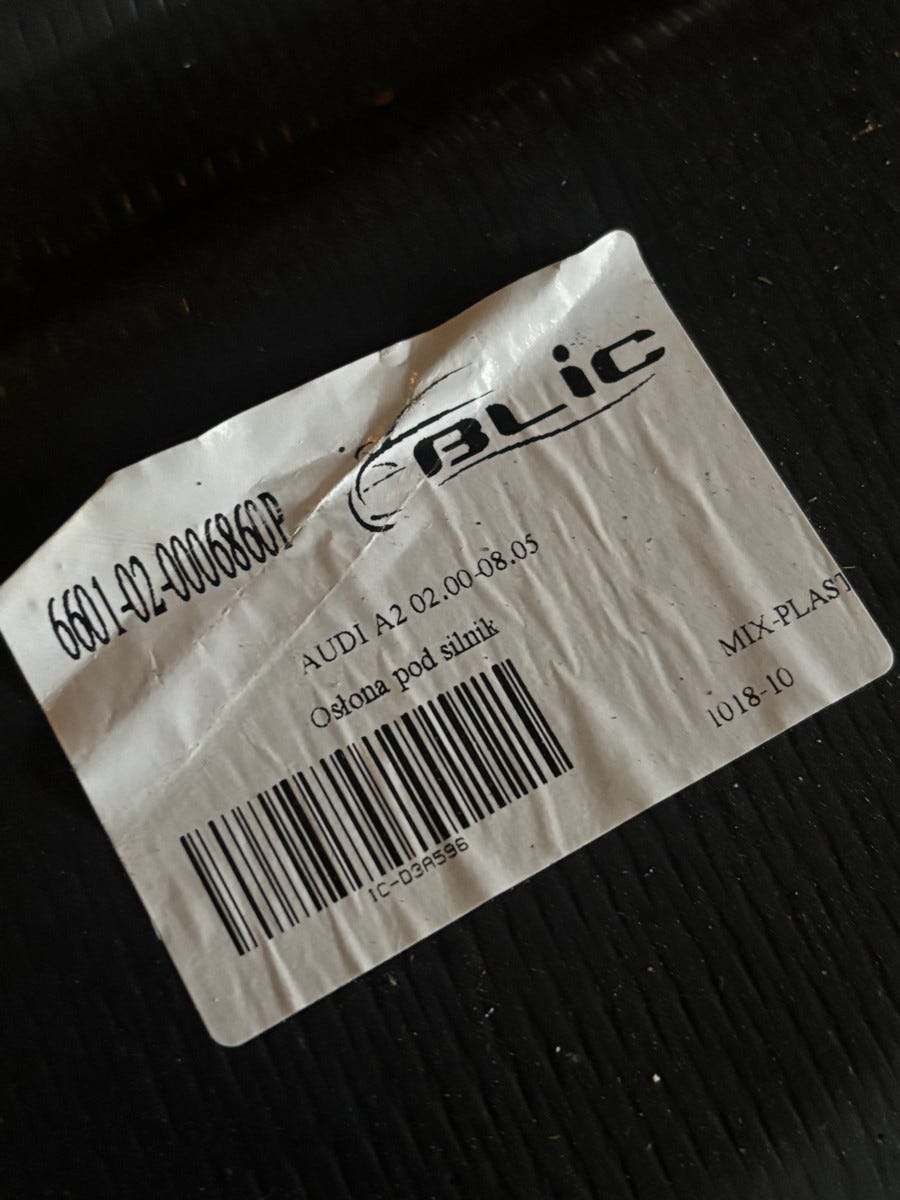 BLIC
6601-02-0006860P
AUDI A2 02.00-08.05
Osłona pod silnik
MIX-PLAST
1018-10
1C-D3A596